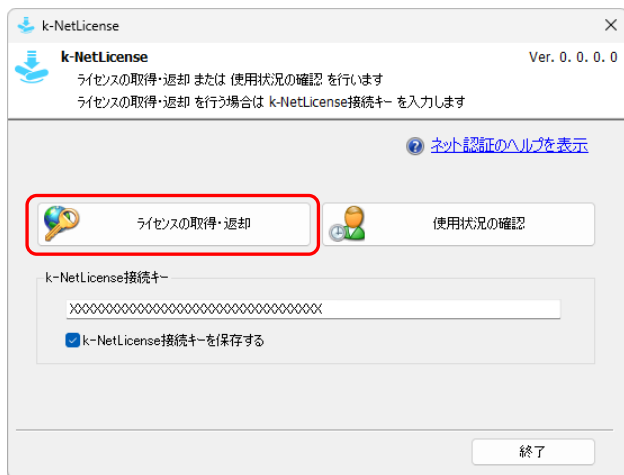 k-NetLicense
k-NetLicense
Ver. 0. 0. 0. 0
ライセンスの取得・返却 または 使用状況の確認 を行います
ライセンスの取得・返却 を行う場合は k-NetLicense接続キー を入力します
ネット認証のヘルプを表示
ライセンスの取得・返却
使用状況の確認
k-NetLicense接続キー
XXXXXXXXXXXXXXXXXXXXXXXXXXXXXXXXXXXX
k-NetLicense接続キーを保存する
終了